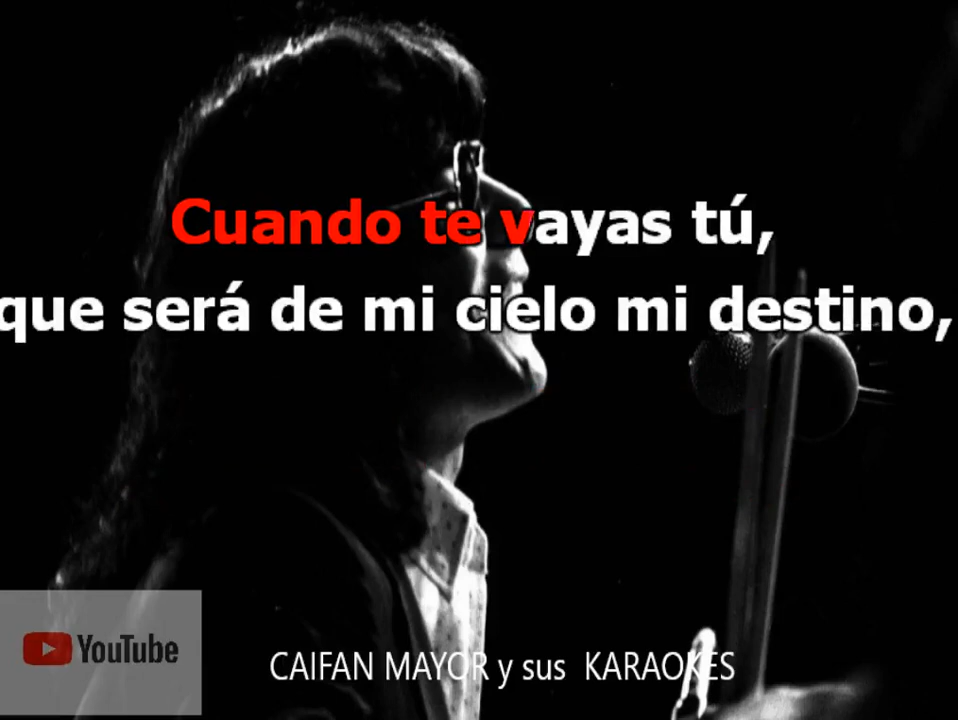 Cuando te vayas tú,
que será de mi cielo mi destino,
YouTube
CAIFAN MAYOR y sus KARAOKES